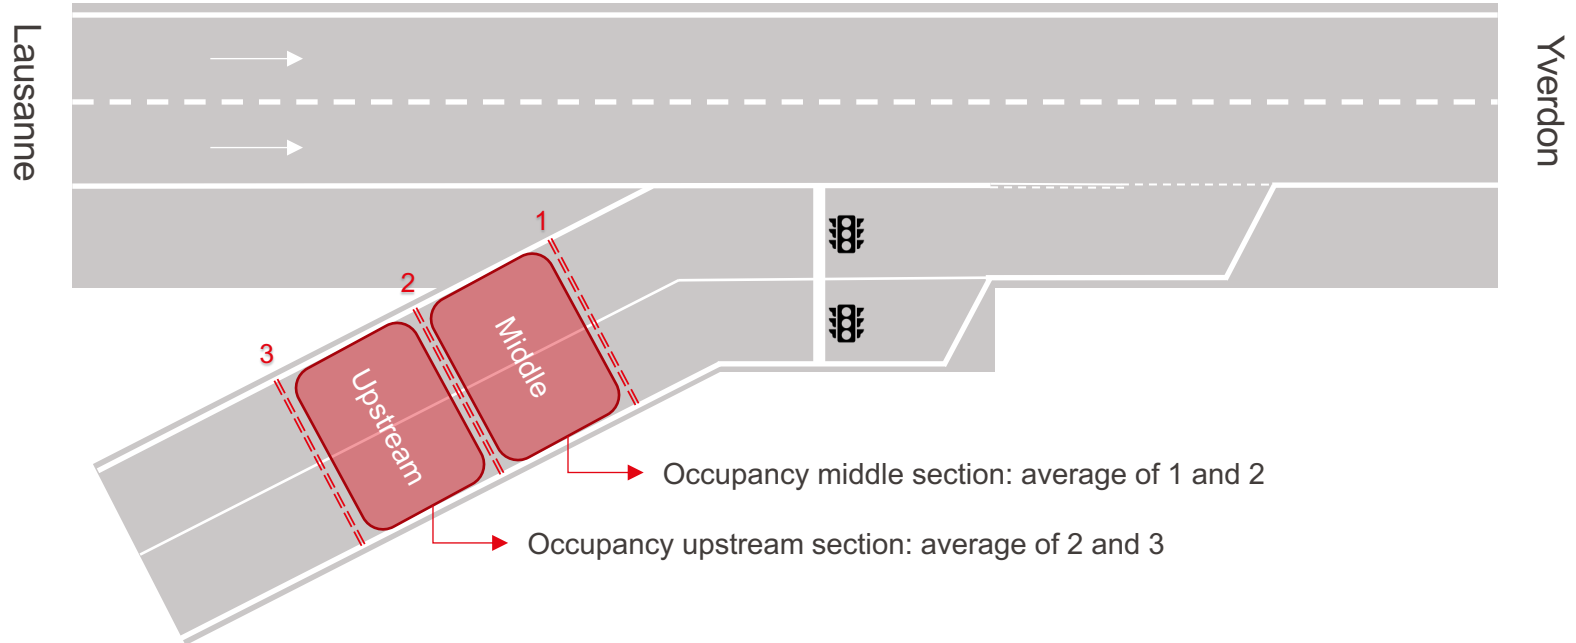 Lausanne
Yverdon
1
2
3
Middle
Upstream
Occupancy middle section: average of 1 and 2
Occupancy upstream section: average of 2 and 3